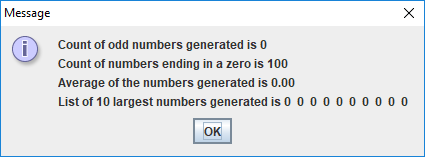 Message
Count of odd numbers generated is 0
Count of numbers ending in a zero is 100
Average of the numbers generated is 0.00
List of 10 largest numbers generated is 0 0 0 0 0 0 0 0 0 0
OK